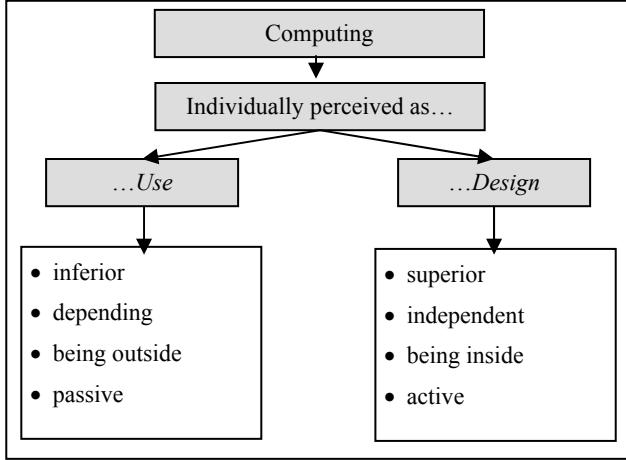 Computing
Individually perceived as…
…Use
…Design
• inferior
• depending
• being outside
• passive
• superior
• independent
• being inside
• active